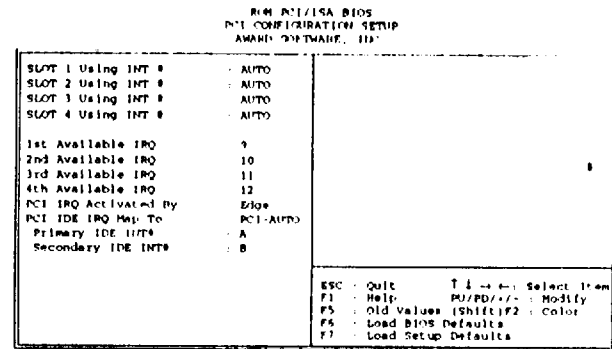 ROM PCI/ISA BIOS
PCI CONFIGURATION SETUP
AWARD SOFTWARE, INC.
SLOT 1 Using INT # : AUTO
SLOT 2 Using INT # : AUTO
SLOT 3 Using INT # : AUTO
SLOT 4 Using INT # : AUTO
1st Available IRQ : 9
2nd Available IRQ : 10
3rd Available IRQ : 11
4th Available IRQ : 12
PCI IRQ Activated By : Edge
PCI IDE IRQ Map To : PCI-AUTO
Primary IDE INT# : A
Secondary IDE INT# : B
ESC : Quit ↑ ↓ → ← : Select Item
F1 : Help PU/PD/+/- : Modify
F5 : Old Values (Shift)F2 : Color
F6 : Load BIOS Defaults
F7 : Load Setup Defaults